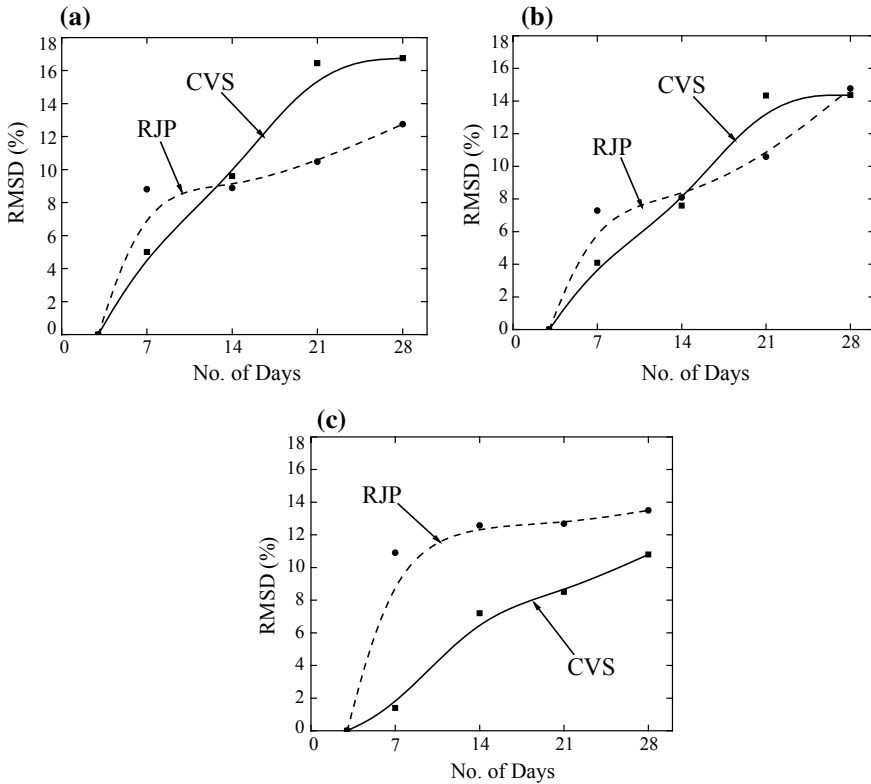 (a)
18
16
14
12
10
8
6
4
2
0
RMSD (%)
CVS
RJP
0 7 14 21 28
No. of Days
(b)
18
16
14
12
10
8
6
4
2
0
RMSD (%)
CVS
RJP
0 7 14 21 28
No. of Days
(c)
18
16
14
12
10
8
6
4
2
0
RMSD (%)
RJP
CVS
0 7 14 21 28
No. of Days